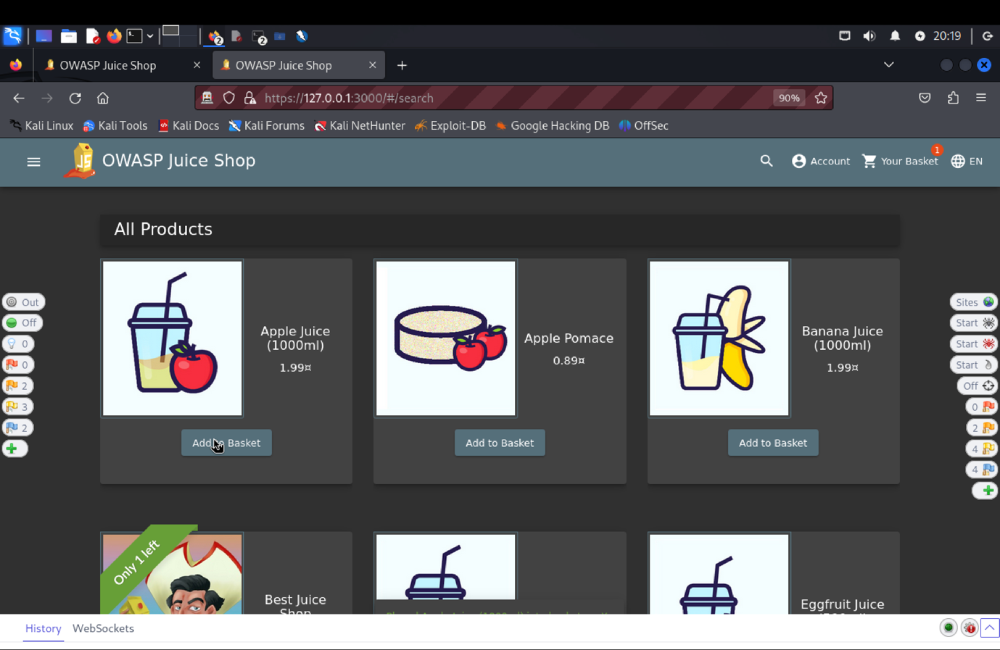 20:19
OWASP Juice Shop
OWASP Juice Shop
https://127.0.0.1:3000/#/search
90%
Kali Linux
Kali Tools
Kali Docs
Kali Forums
Kali NetHunter
Exploit-DB
Google Hacking DB
OffSec
JS
OWASP Juice Shop
Account
Your Basket
1
EN
All Products
Apple Juice
(1000ml)
1.99¤
Add to Basket
Apple Pomace
0.89¤
Add to Basket
Banana Juice
(1000ml)
1.99¤
Add to Basket
Out
Off
0
0
2
3
2
Sites
Start
Start
Start
Off
0
2
4
4
Only 1 left
Best Juice
Shop
Eggfruit Juice
History
WebSockets